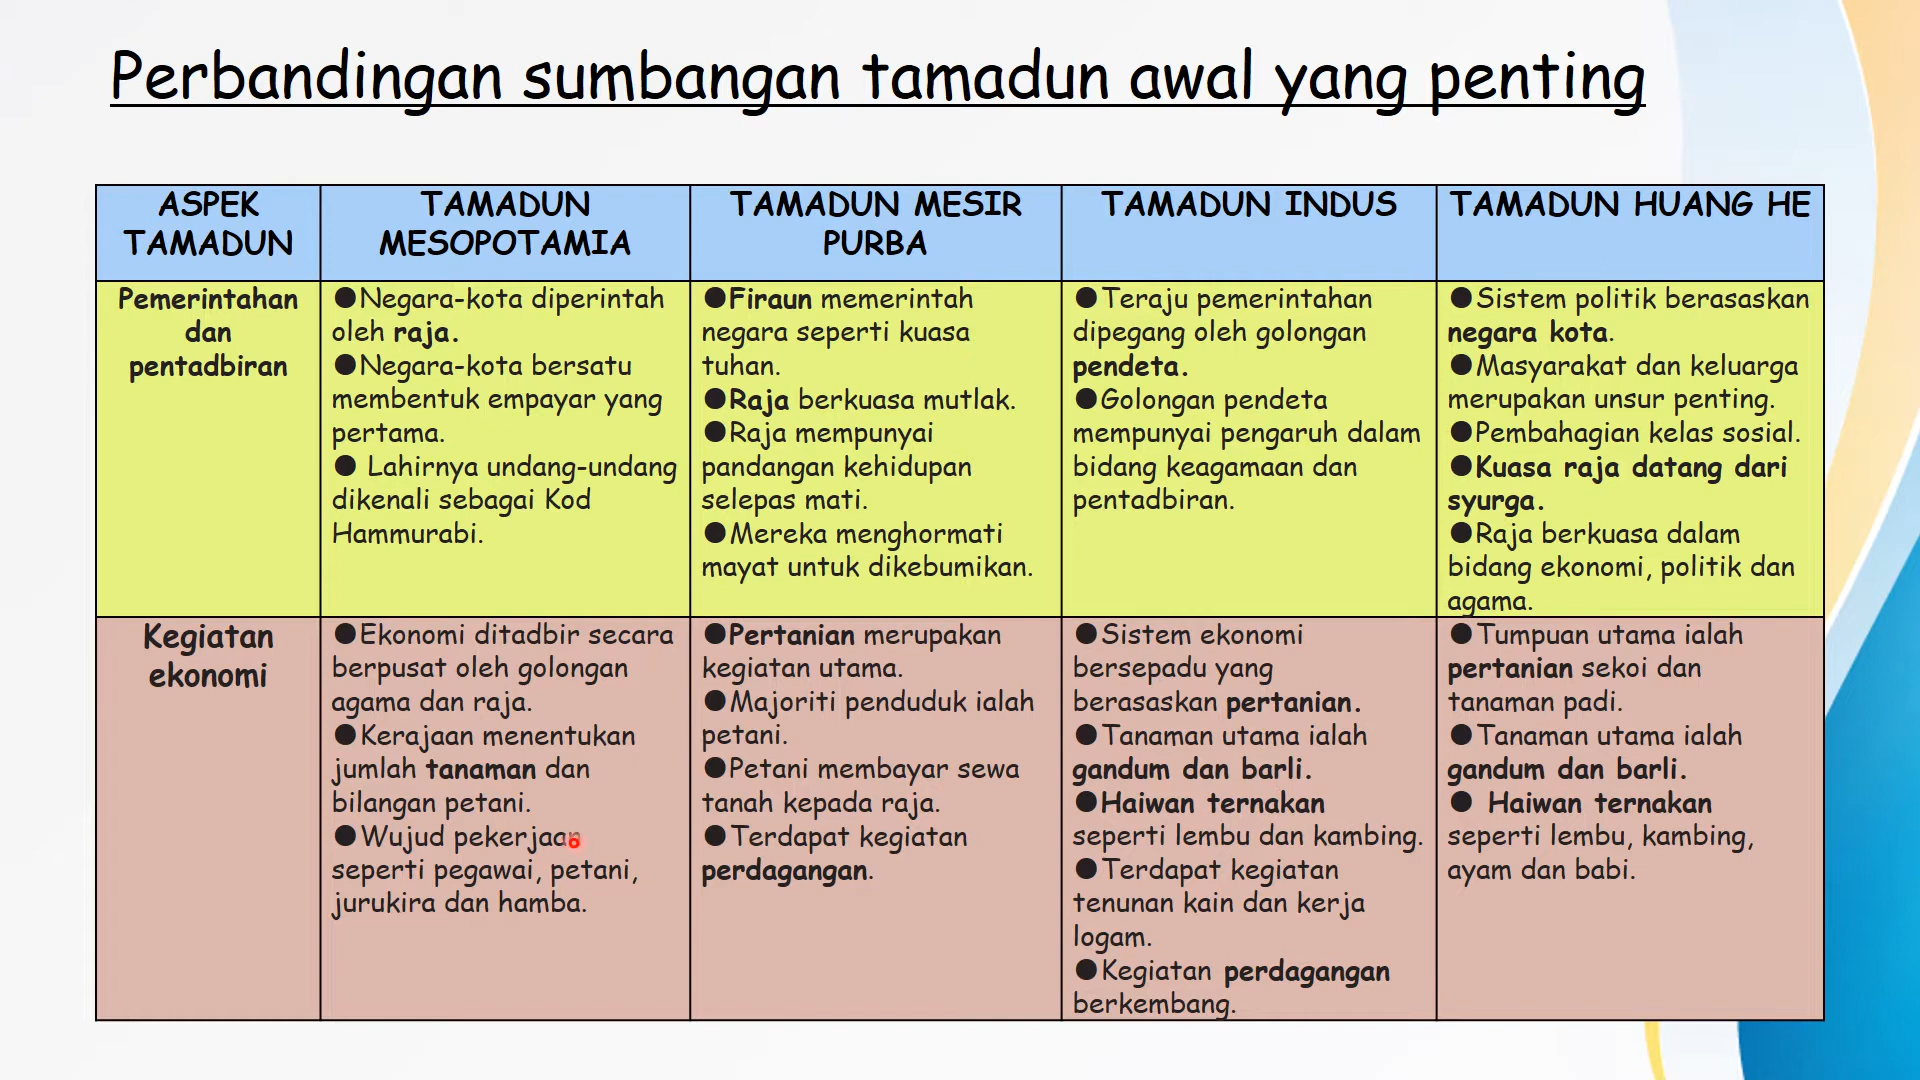 Perbandingan sumbangan tamadun awal yang penting
ASPEK
TAMADUN
TAMADUN
MESOPOTAMIA
TAMADUN MESIR
PURBA
TAMADUN INDUS
TAMADUN HUANG HE
Pemerintahan
dan
pentadbiran
●Negara-kota diperintah
oleh raja.
●Negara-kota bersatu
membentuk empayar yang
pertama.
● Lahirnya undang-undang
dikenali sebagai Kod
Hammurabi.
●Firaun memerintah
negara seperti kuasa
tuhan.
●Raja berkuasa mutlak.
●Raja mempunyai
pandangan kehidupan
selepas mati.
●Mereka menghormati
mayat untuk dikebumikan.
●Teraju pemerintahan
dipegang oleh golongan
pendeta.
●Golongan pendeta
mempunyai pengaruh dalam
bidang keagamaan dan
pentadbiran.
●Sistem politik berasaskan
negara kota.
●Masyarakat dan keluarga
merupakan unsur penting.
●Pembahagian kelas sosial.
●Kuasa raja datang dari
syurga.
●Raja berkuasa dalam
bidang ekonomi, politik dan
agama.
Kegiatan
ekonomi
●Ekonomi ditadbir secara
berpusat oleh golongan
agama dan raja.
●Kerajaan menentukan
jumlah tanaman dan
bilangan petani.
●Wujud pekerjaan
seperti pegawai, petani,
jurukira dan hamba.
●Pertanian merupakan
kegiatan utama.
●Majoriti penduduk ialah
petani.
●Petani membayar sewa
tanah kepada raja.
●Terdapat kegiatan
perdagangan.
●Sistem ekonomi
bersepadu yang
berasaskan pertanian.
●Tanaman utama ialah
gandum dan barli.
●Haiwan ternakan
seperti lembu dan kambing.
●Terdapat kegiatan
tenunan kain dan kerja
logam.
●Kegiatan perdagangan
berkembang.
●Tumpuan utama ialah
pertanian sekoi dan
tanaman padi.
●Tanaman utama ialah
gandum dan barli.
● Haiwan ternakan
seperti lembu, kambing,
ayam dan babi.